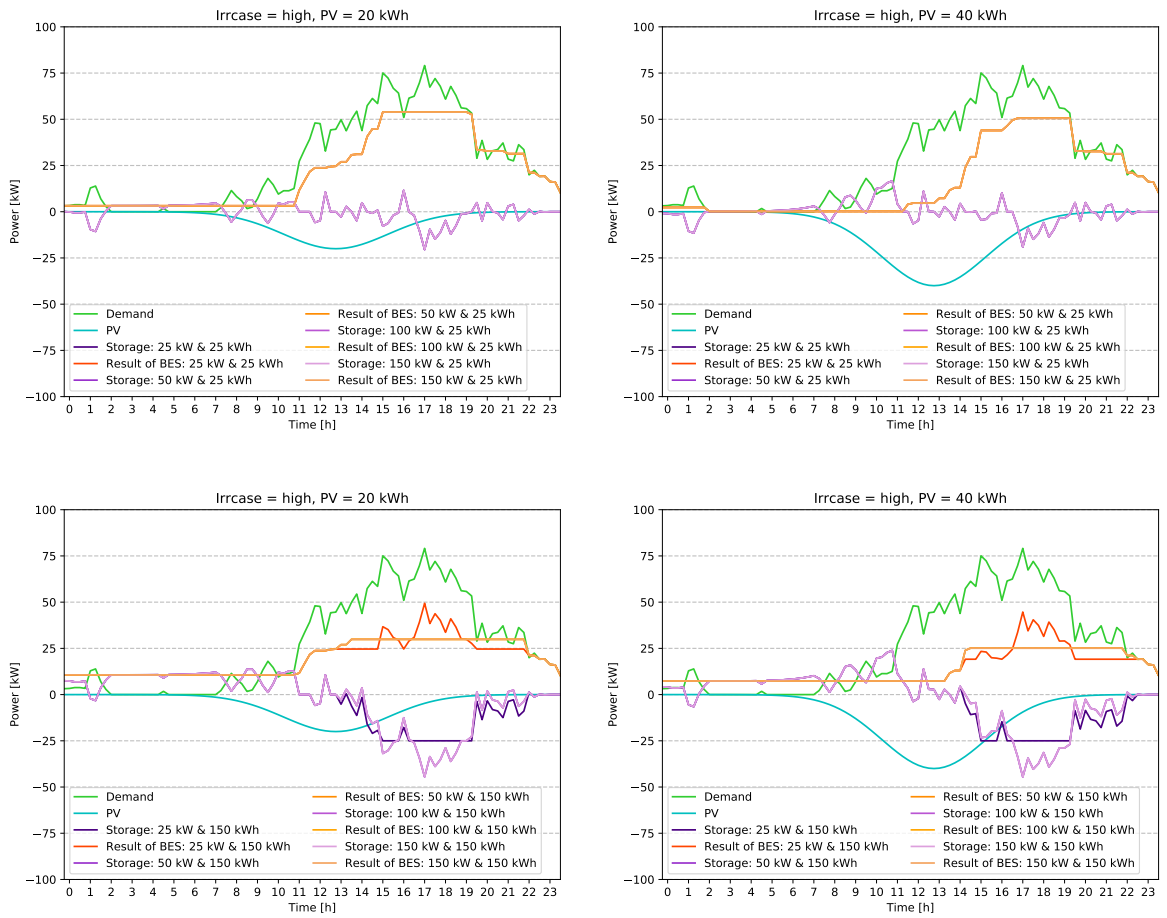 Irrcase = high, PV = 20 kWh
100
75
50
25
0
−25
−50
−75
−100
Power [kW]
Demand
PV
Storage: 25 kW & 25 kWh
Result of BES: 25 kW & 25 kWh
Storage: 50 kW & 25 kWh
Result of BES: 50 kW & 25 kWh
Storage: 100 kW & 25 kWh
Result of BES: 100 kW & 25 kWh
Storage: 150 kW & 25 kWh
Result of BES: 150 kW & 25 kWh
0 1 2 3 4 5 6 7 8 9 10 11 12 13 14 15 16 17 18 19 20 21 22 23
Time [h]
Irrcase = high, PV = 40 kWh
100
75
50
25
0
−25
−50
−75
−100
Power [kW]
Demand
PV
Storage: 25 kW & 25 kWh
Result of BES: 25 kW & 25 kWh
Storage: 50 kW & 25 kWh
Result of BES: 50 kW & 25 kWh
Storage: 100 kW & 25 kWh
Result of BES: 100 kW & 25 kWh
Storage: 150 kW & 25 kWh
Result of BES: 150 kW & 25 kWh
0 1 2 3 4 5 6 7 8 9 10 11 12 13 14 15 16 17 18 19 20 21 22 23
Time [h]
Irrcase = high, PV = 20 kWh
100
75
50
25
0
−25
−50
−75
−100
Power [kW]
Demand
PV
Storage: 25 kW & 150 kWh
Result of BES: 25 kW & 150 kWh
Storage: 50 kW & 150 kWh
Result of BES: 50 kW & 150 kWh
Storage: 100 kW & 150 kWh
Result of BES: 100 kW & 150 kWh
Storage: 150 kW & 150 kWh
Result of BES: 150 kW & 150 kWh
0 1 2 3 4 5 6 7 8 9 10 11 12 13 14 15 16 17 18 19 20 21 22 23
Time [h]
Irrcase = high, PV = 40 kWh
100
75
50
25
0
−25
−50
−75
−100
Power [kW]
Demand
PV
Storage: 25 kW & 150 kWh
Result of BES: 25 kW & 150 kWh
Storage: 50 kW & 150 kWh
Result of BES: 50 kW & 150 kWh
Storage: 100 kW & 150 kWh
Result of BES: 100 kW & 150 kWh
Storage: 150 kW & 150 kWh
Result of BES: 150 kW & 150 kWh
0 1 2 3 4 5 6 7 8 9 10 11 12 13 14 15 16 17 18 19 20 21 22 23
Time [h]